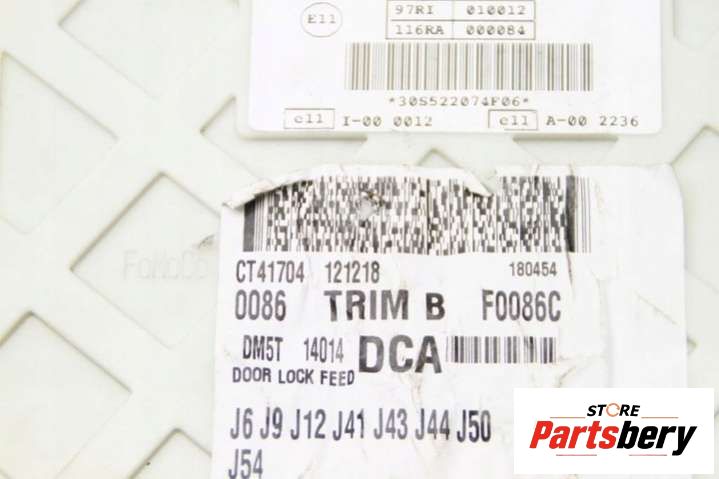 E11
97RI 010012
116RA 000084
*30S522074F06*
e11 I-00 0012 e11 A-00 2236
FoMoCo
CT41704 121218 180454
0086 TRIM B F0086C
DM5T 14014 DCA
DOOR LOCK FEED
J6 J9 J12 J41 J43 J44 J50
J54
STORE
Partsbery